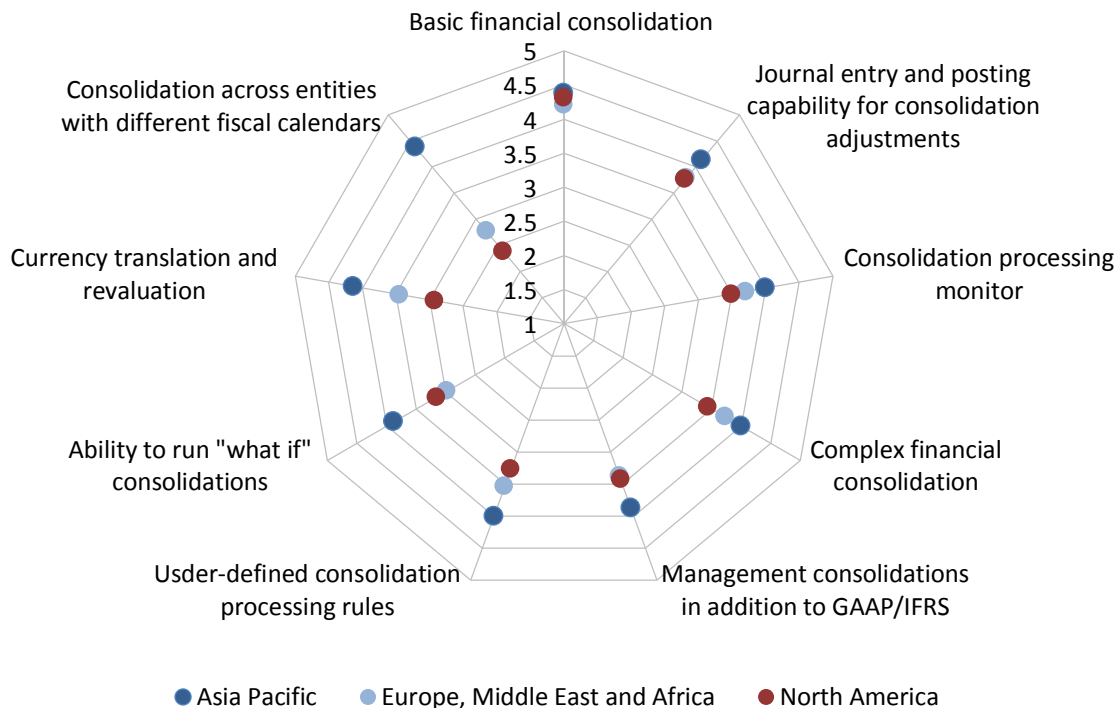 Basic financial consolidation
Journal entry and posting
capability for consolidation
adjustments
Consolidation processing
monitor
Complex financial
consolidation
Management consolidations
in addition to GAAP/IFRS
Usder-defined consolidation
processing rules
Ability to run "what if"
consolidations
Currency translation and
revaluation
Consolidation across entities
with different fiscal calendars
5
4.5
4
3.5
3
2.5
2
1.5
1
Asia Pacific Europe, Middle East and Africa North America